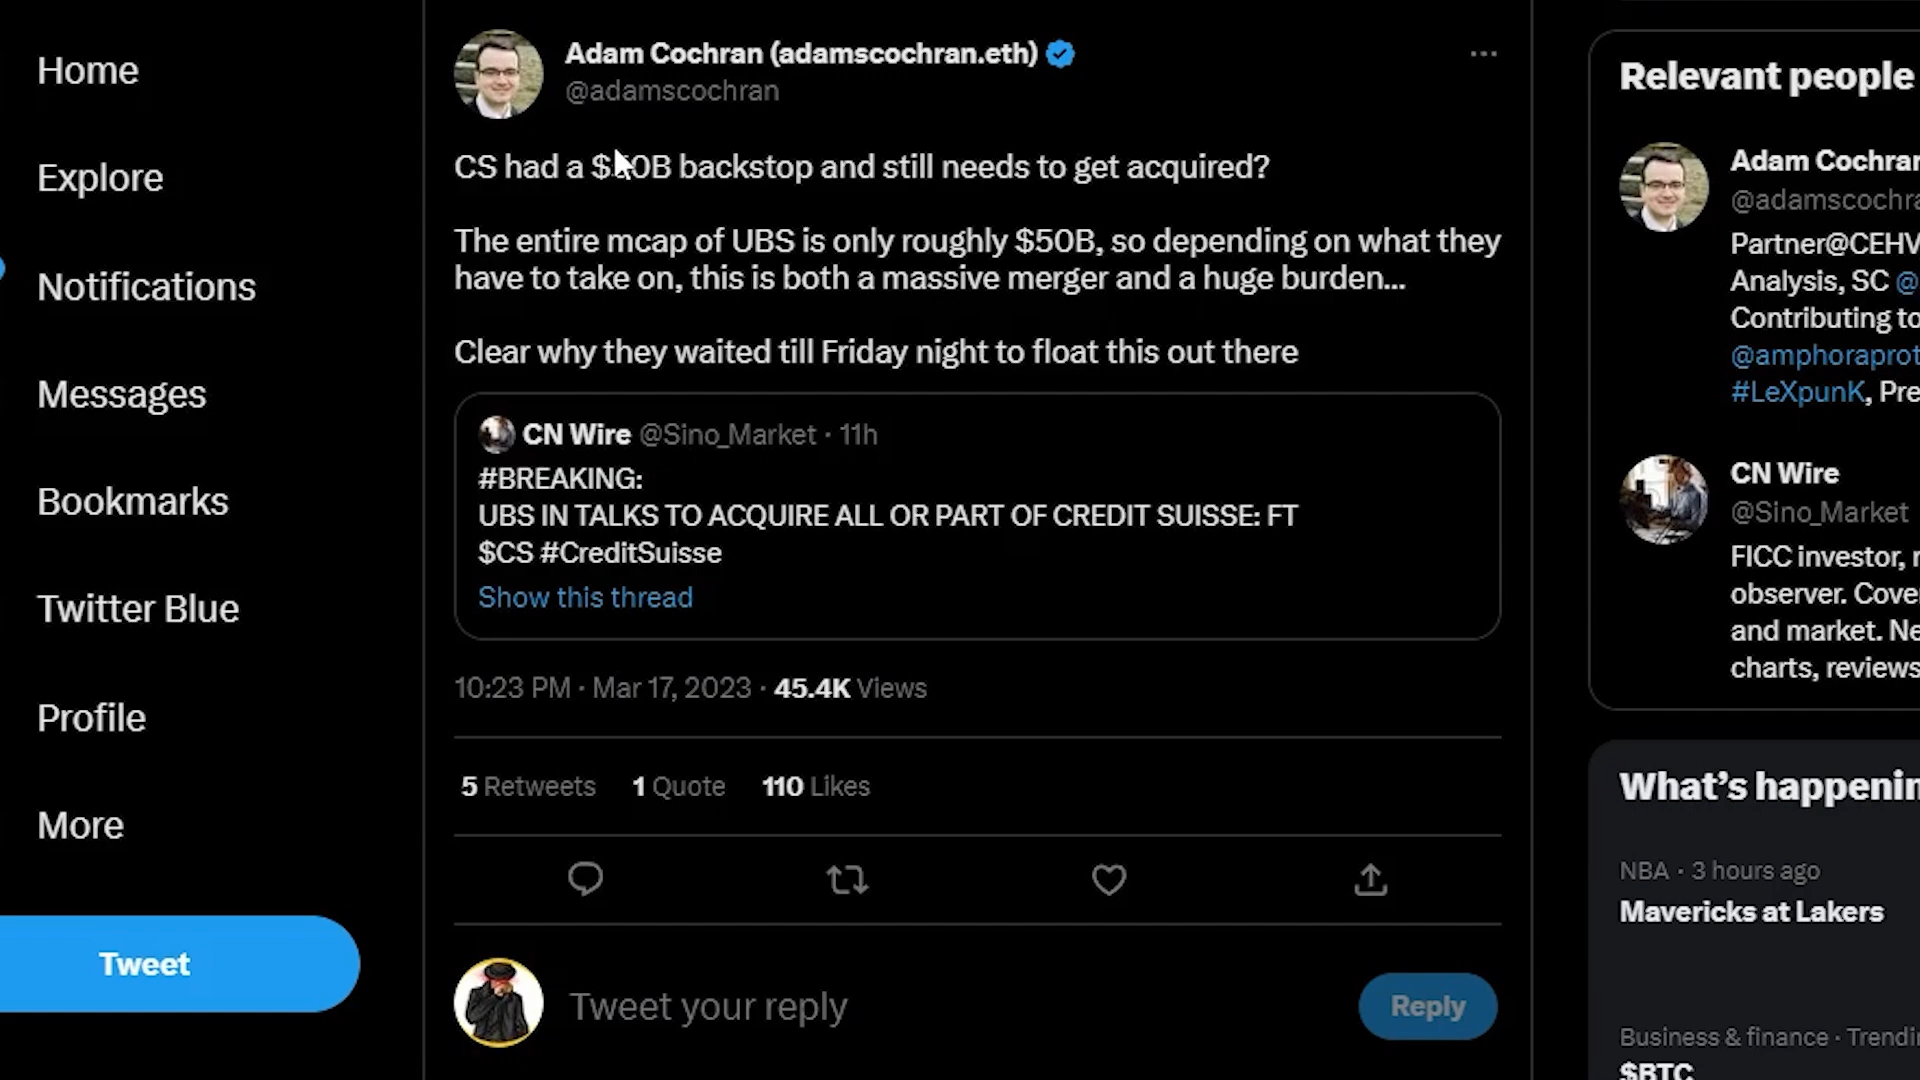 Home
Explore
Notifications
Messages
Bookmarks
Twitter Blue
Profile
More
Tweet
Adam Cochran (adamscochran.eth)
@adamscochran
CS had a backstop and still needs to get acquired?
The entire mcap of UBS is only roughly $50B, so depending on what they
have to take on, this is both a massive merger and a huge burden...
Clear why they waited till Friday night to float this out there
CN Wire @Sino_Market · 11h
#BREAKING:
UBS IN TALKS TO ACQUIRE ALL OR PART OF CREDIT SUISSE: FT
$CS #CreditSuisse
Show this thread
10:23 PM · Mar 17, 2023 · 45.4K Views
5 Retweets 1 Quote 110 Likes
Tweet your reply
Reply
Relevant people
Adam Cochran
@adamscochra
Partner@CEHV
Analysis, SC @
Contributing to
@amphoraprot
#LeXpunK, Pre
CN Wire
@Sino_Market
FICC investor, r
observer. Cover
and market. Ne
charts, reviews
What's happenin
NBA · 3 hours ago
Mavericks at Lakers
Business & finance · Trendin
$BTC